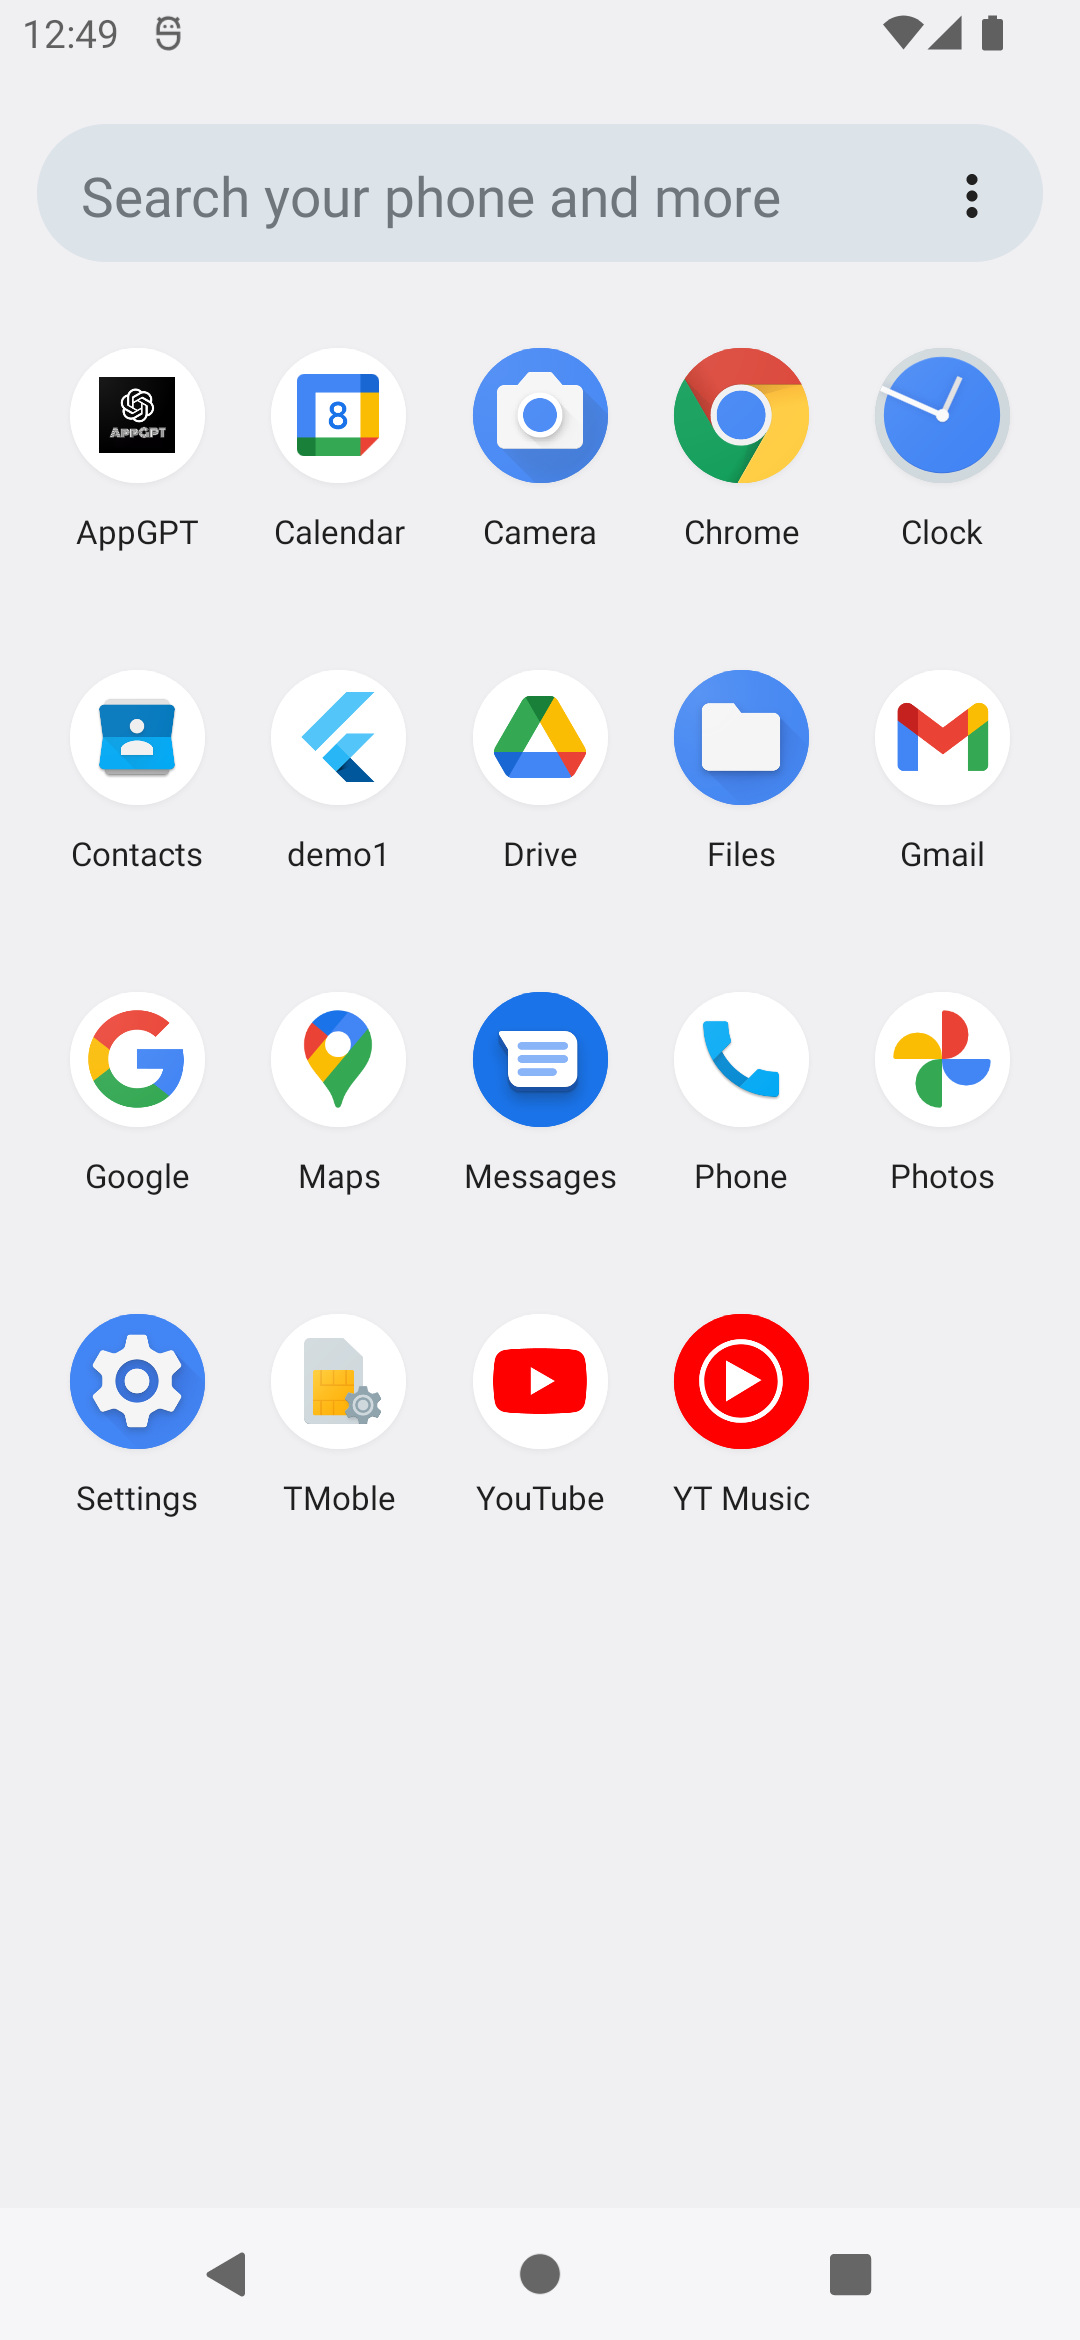 12:49
Search your phone and more
APPGPT
8
AppGPT Calendar Camera Chrome Clock
Contacts demo1 Drive Files Gmail
Google Maps Messages Phone Photos
Settings TMoble YouTube YT Music